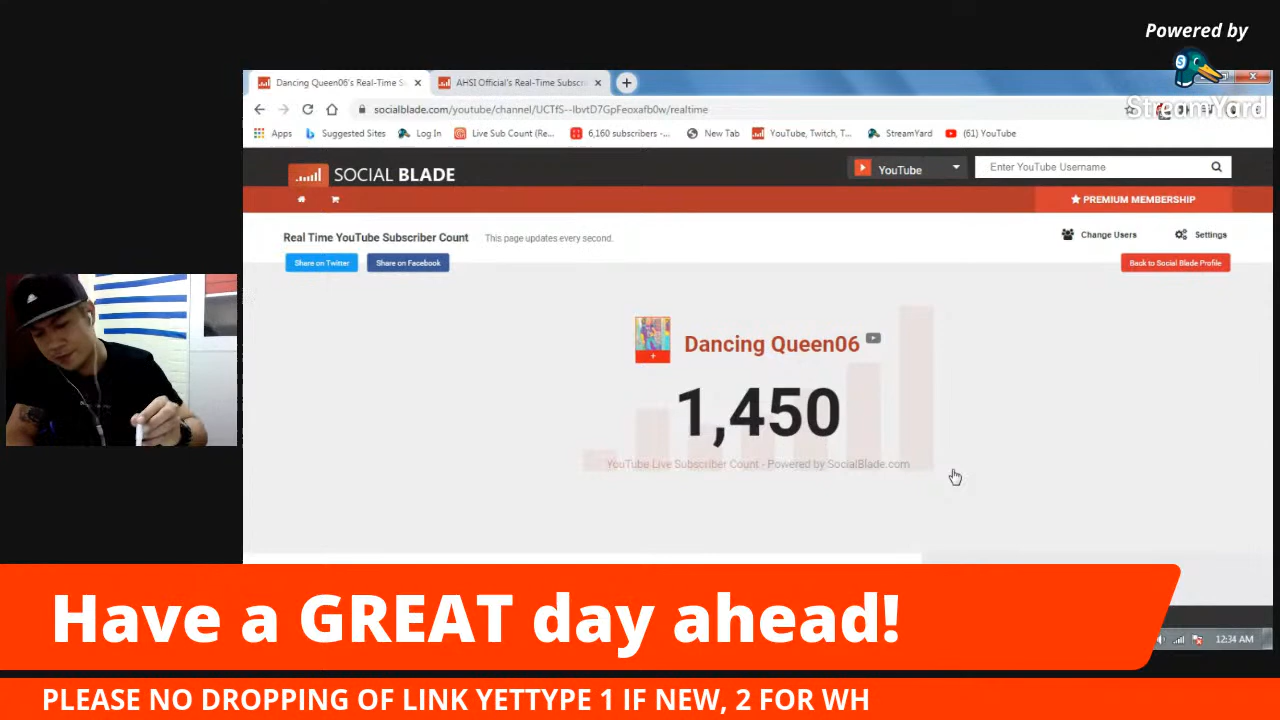 Powered by
StreamYard
Dancing Queen06's Real-Time S
AHSI Official's Real-Time Subscri
socialblade.com/youtube/channel/UCTfS--lbvtD7GpFeoxafb0w/realtime
Apps Suggested Sites Log In Live Sub Count (Re... 6,160 subscribers -... New Tab YouTube, Twitch, T... StreamYard (61) YouTube
SOCIAL BLADE YouTube Enter YouTube Username
PREMIUM MEMBERSHIP
Real Time YouTube Subscriber Count This page updates every second. Change Users Settings
Share on Twitter Share on Facebook Back to Social Blade Profile
Dancing Queen06
1,450
YouTube Live Subscriber Count - Powered by SocialBlade.com
Have a GREAT day ahead!
12:34 AM
PLEASE NO DROPPING OF LINK YETTYPE 1 IF NEW, 2 FOR WH